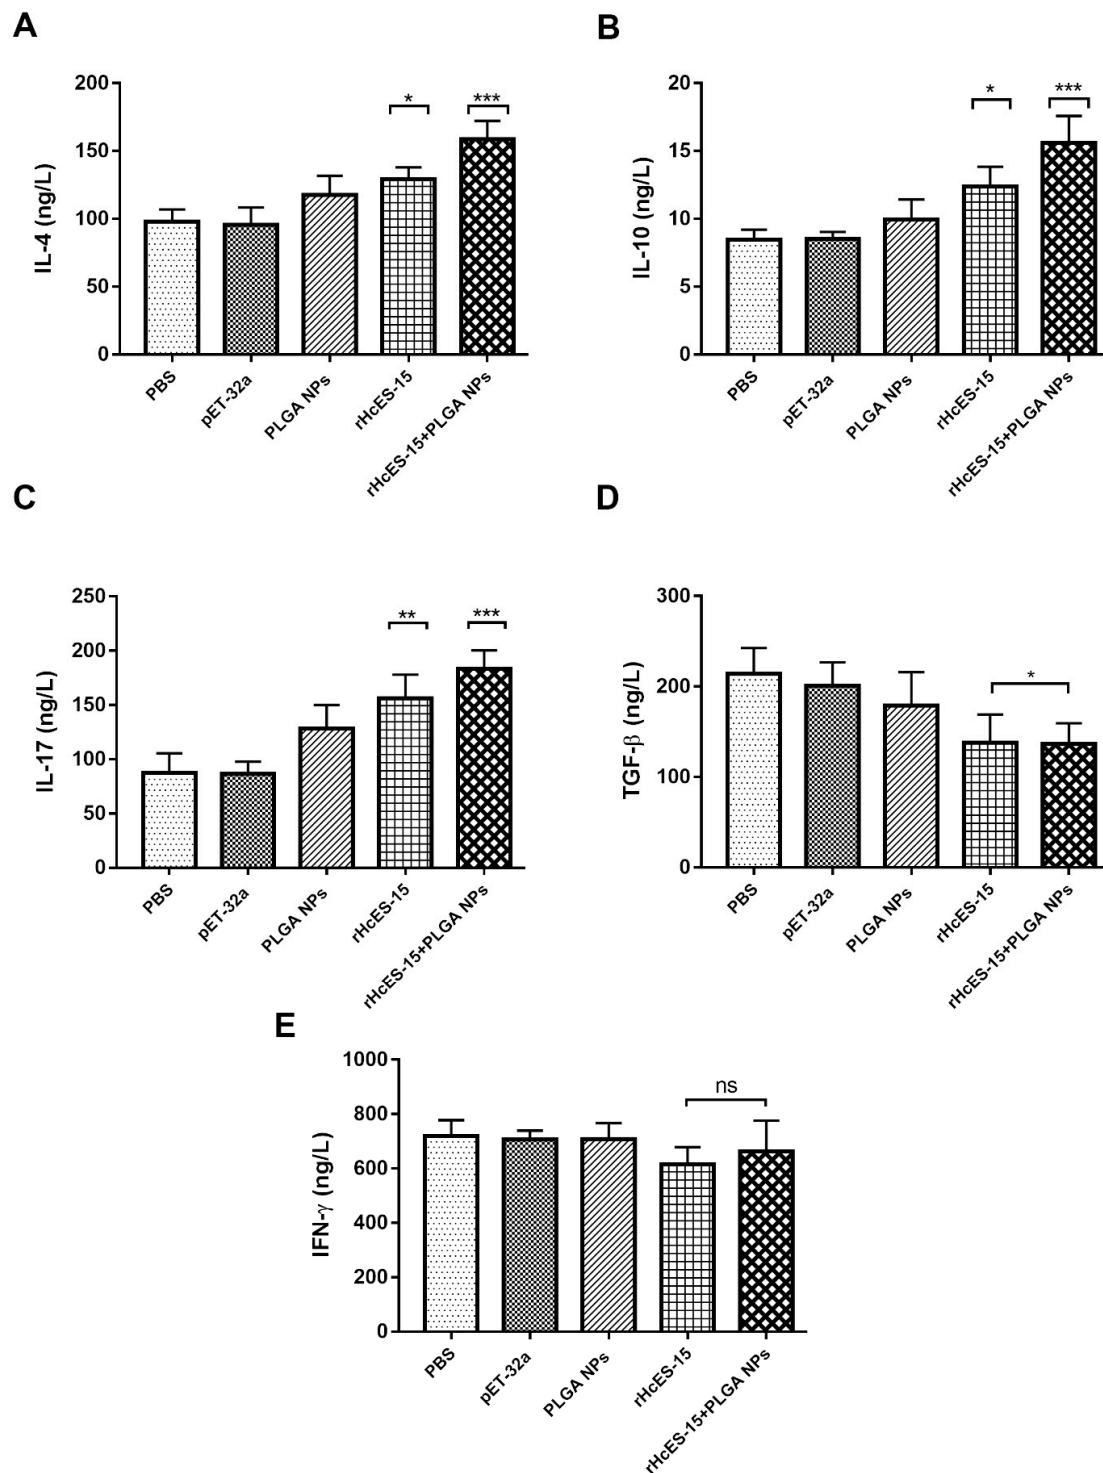 A
IL-4 (ng/L)
200
150
100
50
0
*
***
PBS
pET-32a
PLGA NPs
rHcES-15
rHcES-15+PLGA NPs
B
IL-10 (ng/L)
20
15
10
5
0
*
***
PBS
pET-32a
PLGA NPs
rHcES-15
rHcES-15+PLGA NPs
C
IL-17 (ng/L)
250
200
150
100
50
0
**
***
PBS
pET-32a
PLGA NPs
rHcES-15
rHcES-15+PLGA NPs
D
TGF-β (ng/L)
300
200
100
0
*
PBS
pET-32a
PLGA NPs
rHcES-15
rHcES-15+PLGA NPs
E
IFN-γ (ng/L)
1000
800
600
400
200
0
ns
PBS
pET-32a
PLGA NPs
rHcES-15
rHcES-15+PLGA NPs